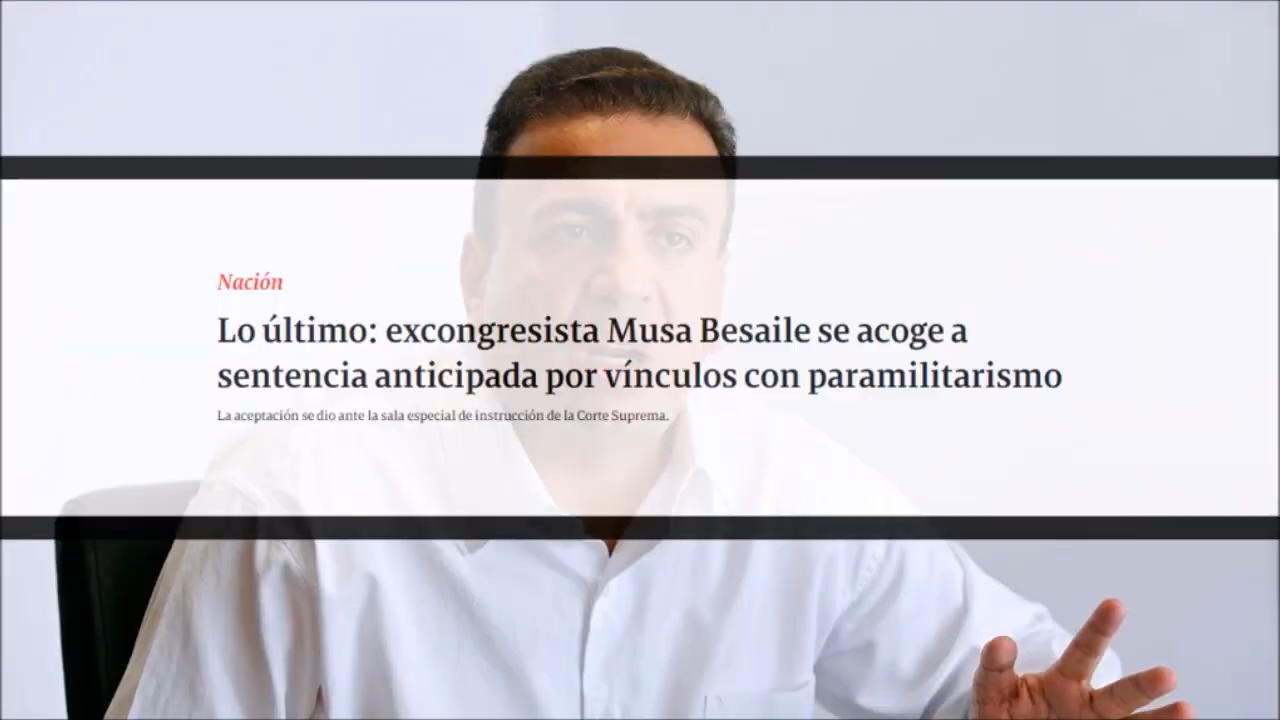 Nación
Lo último: excongresista Musa Besaile se acoge a
sentencia anticipada por vínculos con paramilitarismo
La aceptación se dio ante la sala especial de instrucción de la Corte Suprema.